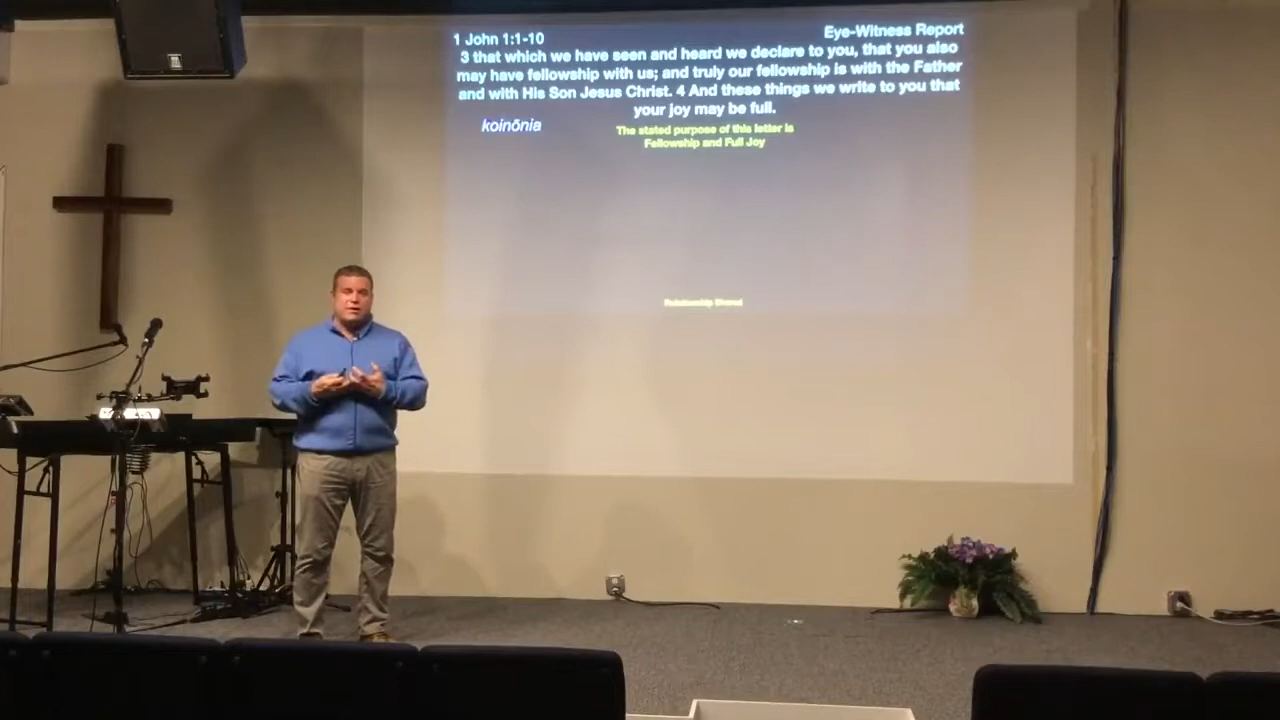 1 John 1:1-10
Eye-Witness Report
3 that which we have seen and heard we declare to you, that you also
may have fellowship with us; and truly our fellowship is with the Father
and with His Son Jesus Christ. 4 And these things we write to you that
your joy may be full.
koinōnia
The stated purpose of this letter is
Fellowship and Full Joy
Relationship Shared